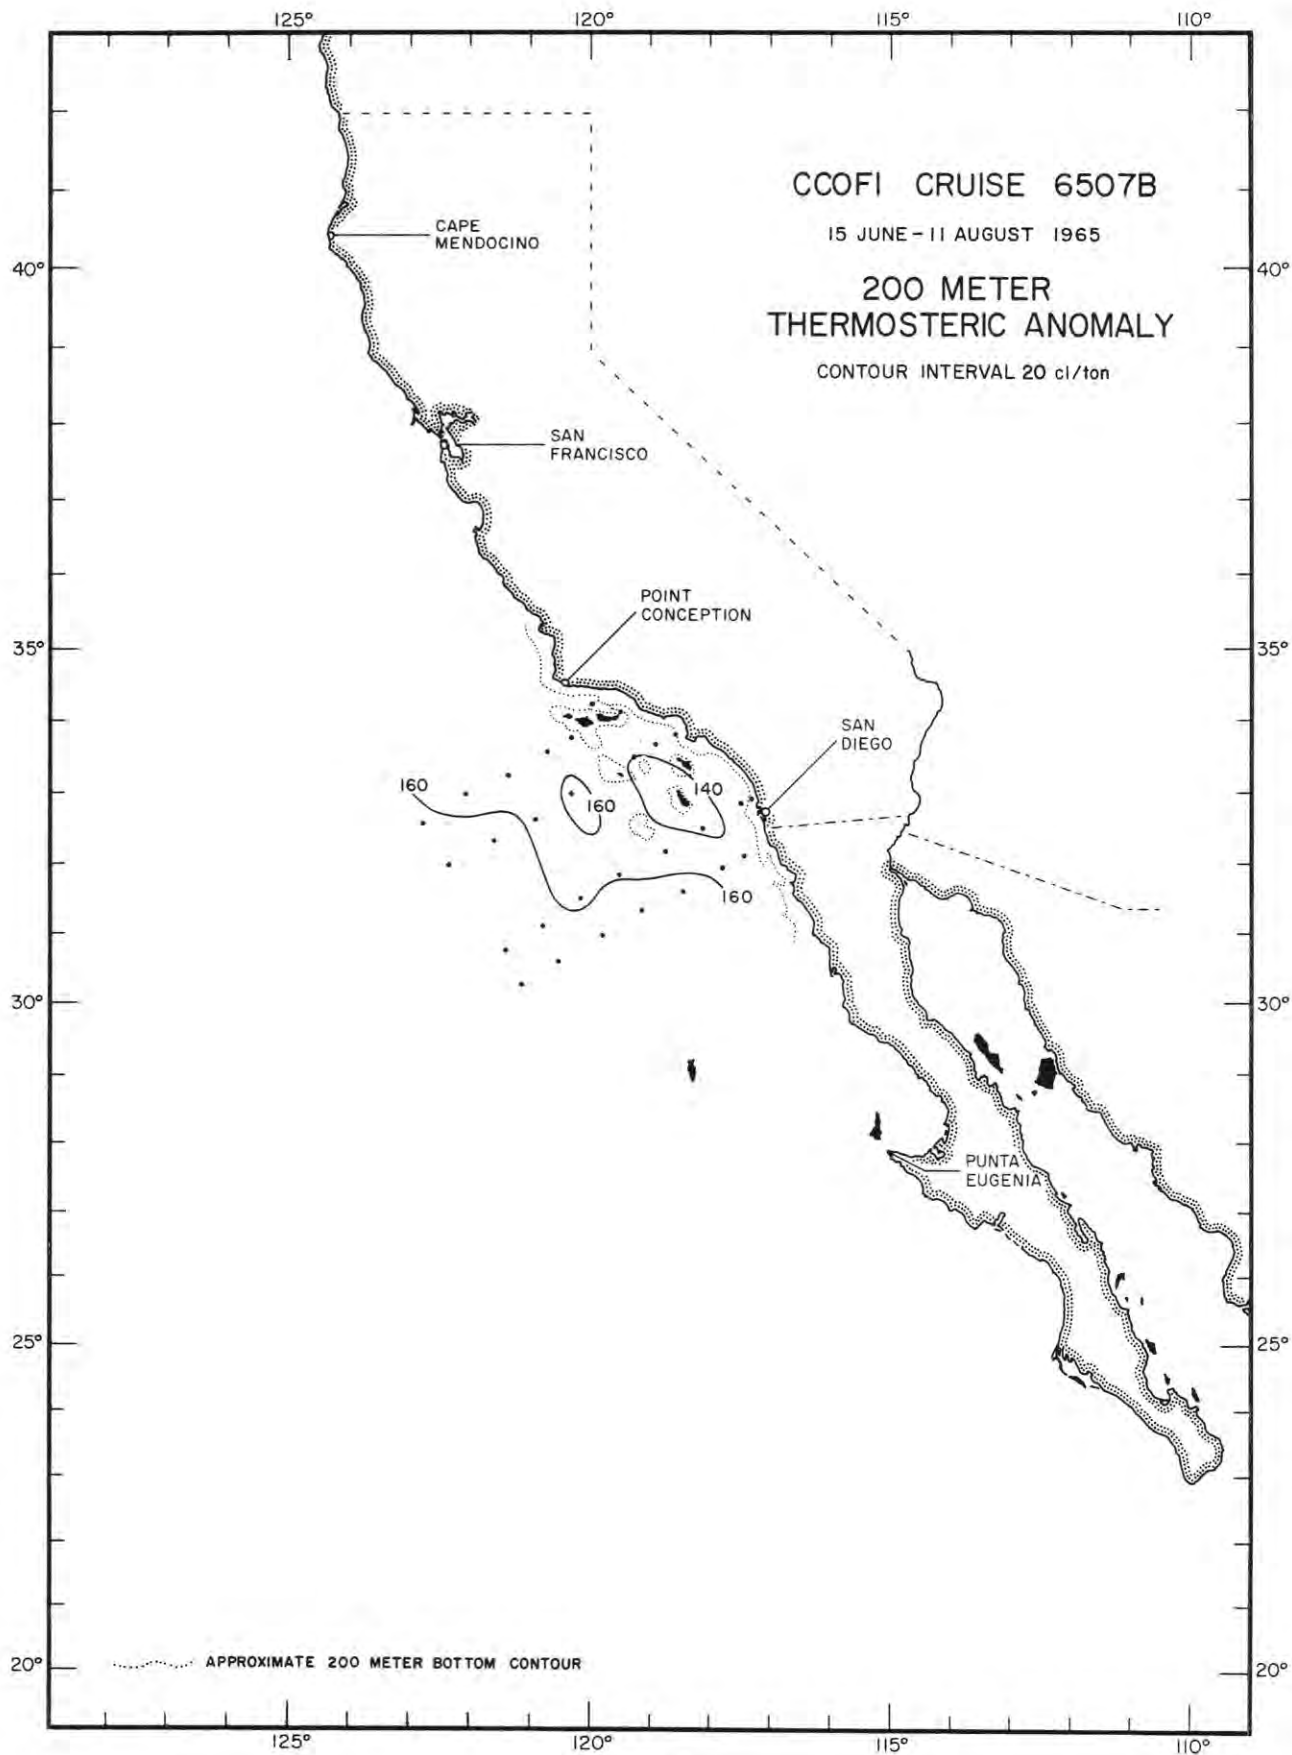 125° 120° 115° 110°
CCOFI CRUISE 6507B
15 JUNE-11 AUGUST 1965
200 METER
THERMOSTERIC ANOMALY
CONTOUR INTERVAL 20 cl/ton
CAPE
MENDOCINO
40° 40°
SAN
FRANCISCO
POINT
CONCEPTION
35° 35°
SAN
DIEGO
160
160
140
160
30° 30°
PUNTA
EUGENIA
25° 25°
20° 20°
APPROXIMATE 200 METER BOTTOM CONTOUR
125° 120° 115° 110°